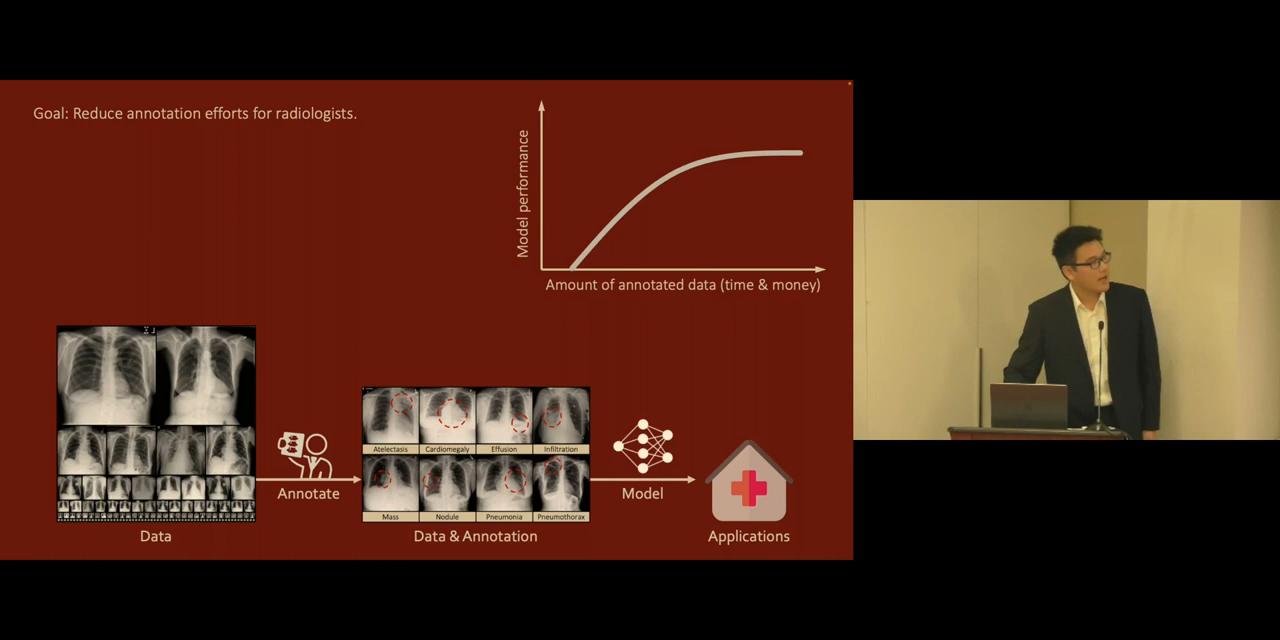 Goal: Reduce annotation efforts for radiologists.
Model performance
Amount of annotated data (time & money)
Atelectasis
Cardiomegaly
Effusion
Infiltration
Mass
Nodule
Pneumonia
Pneumothorax
Annotate
Model
Data
Data & Annotation
Applications